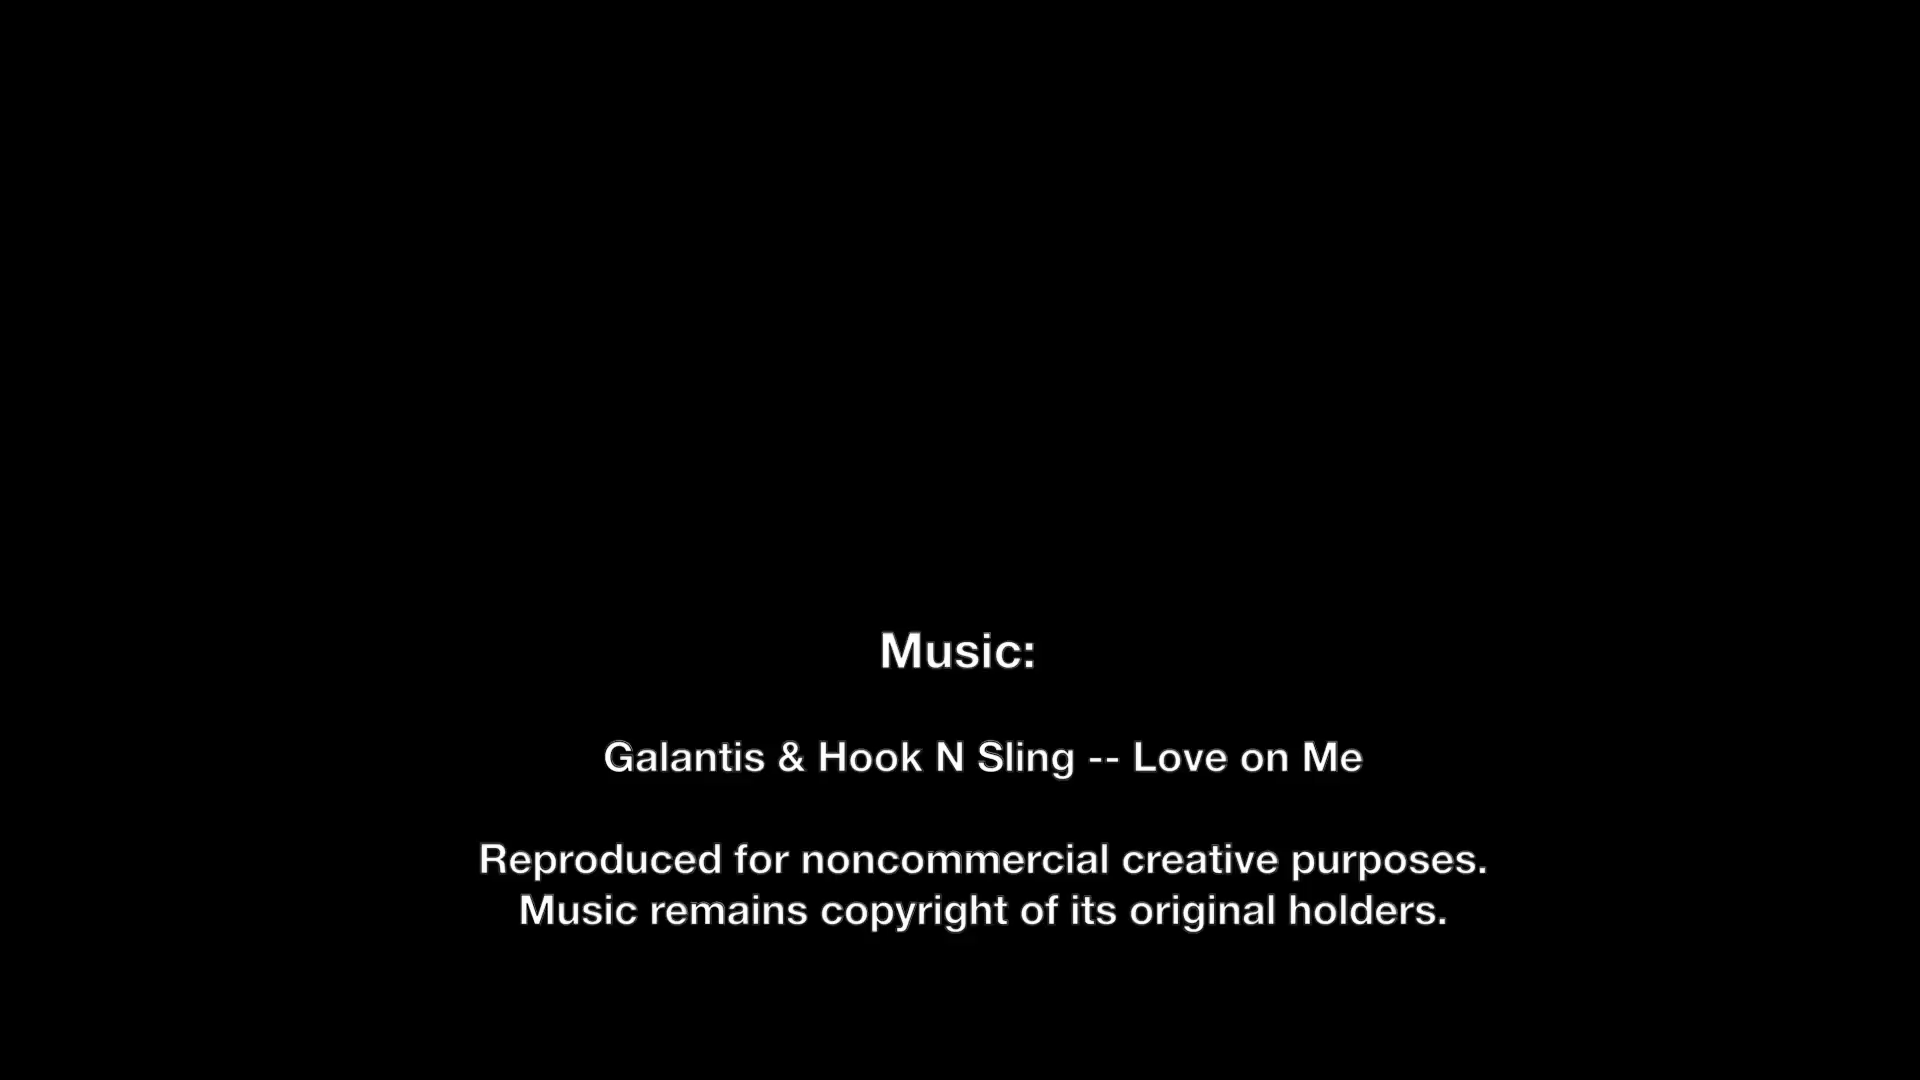 Music:
Galantis & Hook N Sling -- Love on Me
Reproduced for noncommercial creative purposes.
Music remains copyright of its original holders.